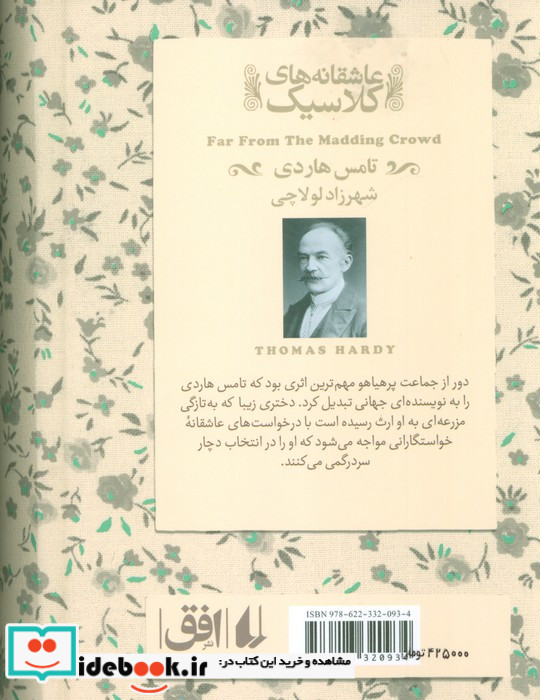 عاشقانه‌های
کلاسیک
Far From The Madding Crowd
تامس هاردی
شهرزاد لولاچی
THOMAS HARDY
دور از جماعت پرهیاهو مهم‌ترین اثری بود که تامس هاردی
را به نویسنده‌ای جهانی تبدیل کرد. دختری زیبا که به‌تازگی
مزرعه‌ای به او ارث رسیده است با درخواست‌های عاشقانهٔ
خواستگارانی مواجه می‌شود که او را در انتخاب دچار
سردرگمی می‌کنند.
ISBN 978-622-332-093-4
نشر افق
۴۲۵۰۰۰ تومان
مشاهده و خرید این کتاب در:
idebook.ir